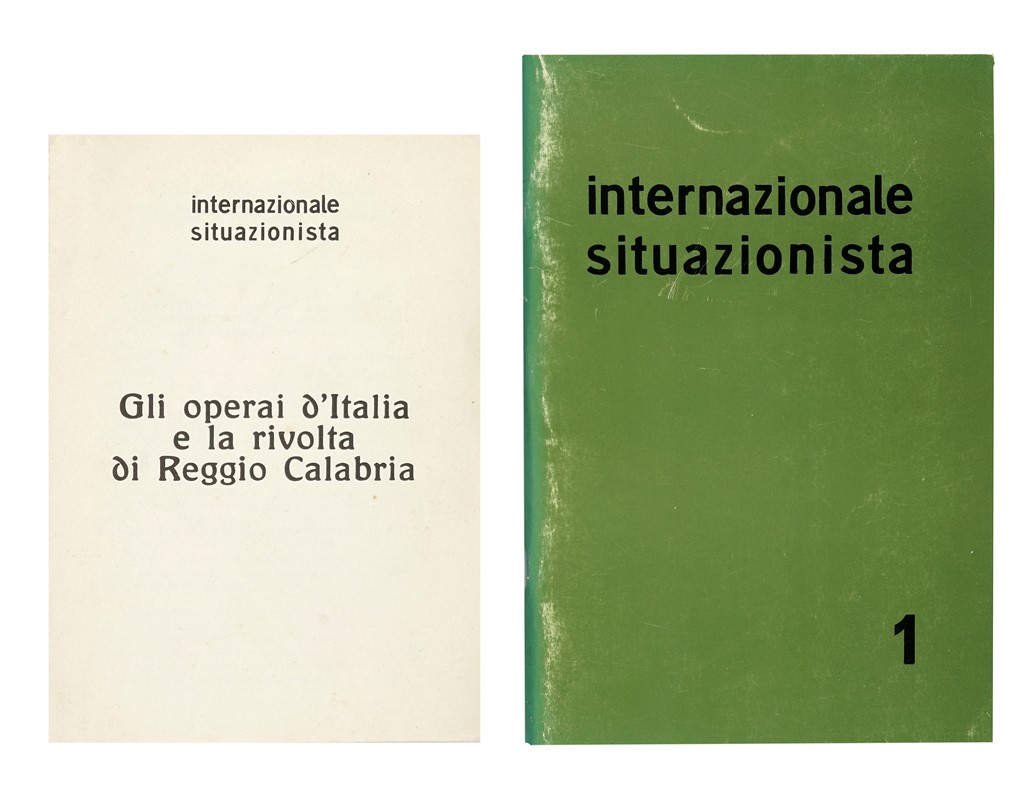 internazionale
situazionista
Gli operai d'Italia
e la rivolta
di Reggio Calabria
internazionale
situazionista
1